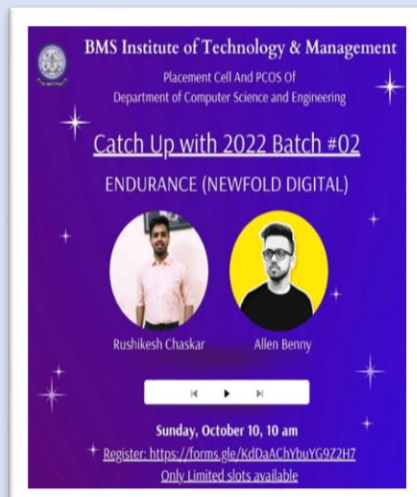 BMS Institute of Technology & Management
Placement Cell And PCOS Of
Department of Computer Science and Engineering
Catch Up with 2022 Batch #02
ENDURANCE (NEWFOLD DIGITAL)
Rushikesh Chaskar
Allen Benny
Sunday, October 10, 10 am
Register: https://forms.gle/KdDaAChYbuYG9Z2H7
Only Limited slots available